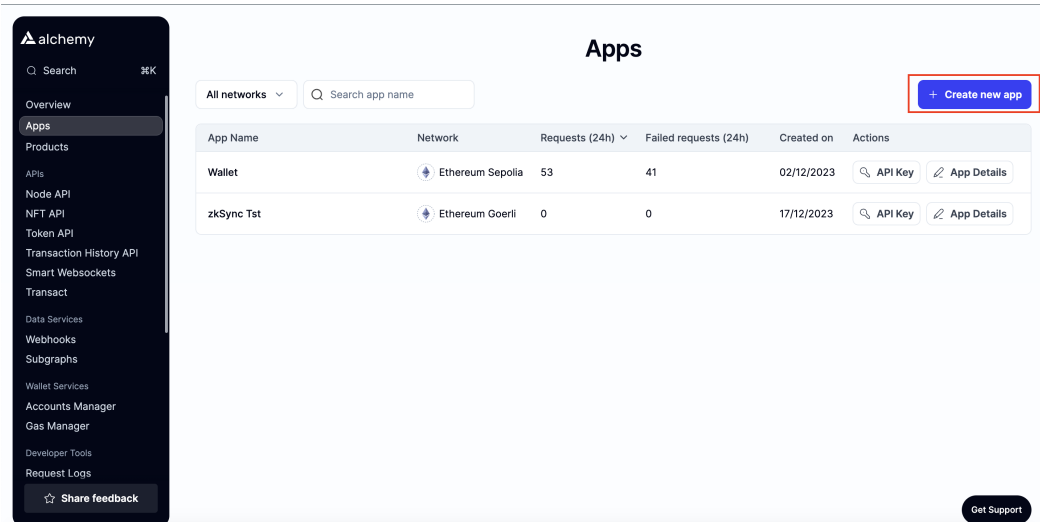 alchemy
Search ⌘K
Overview
Apps
Products
APIs
Node API
NFT API
Token API
Transaction History API
Smart Websockets
Transact
Data Services
Webhooks
Subgraphs
Wallet Services
Accounts Manager
Gas Manager
Developer Tools
Request Logs
Share feedback
Apps
All networks Search app name + Create new app
App Name Network Requests (24h) Failed requests (24h) Created on Actions
Wallet Ethereum Sepolia 53 41 02/12/2023 API Key App Details
zkSync Tst Ethereum Goerli 0 0 17/12/2023 API Key App Details
Get Support